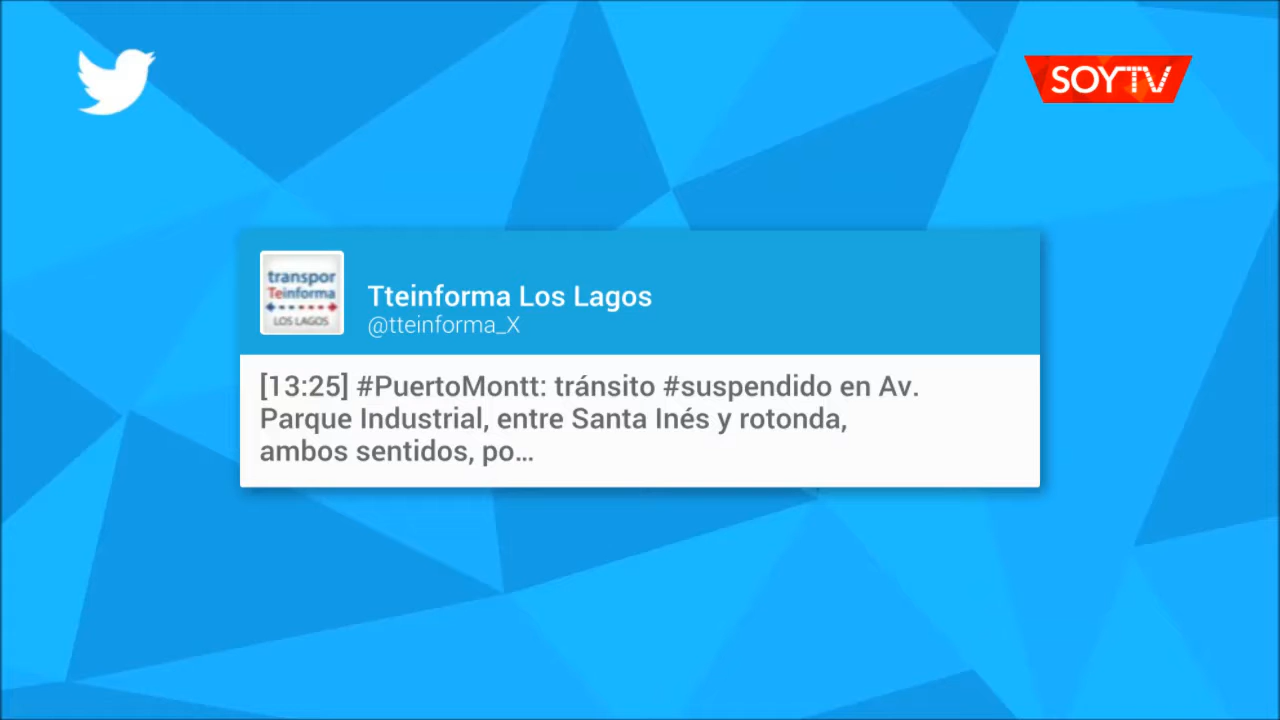 SOYTV
transpor
Teinforma
LOS LAGOS
Tteinforma Los Lagos
@tteinforma_X
[13:25] #PuertoMontt: tránsito #suspendido en Av.
Parque Industrial, entre Santa Inés y rotonda,
ambos sentidos, po...